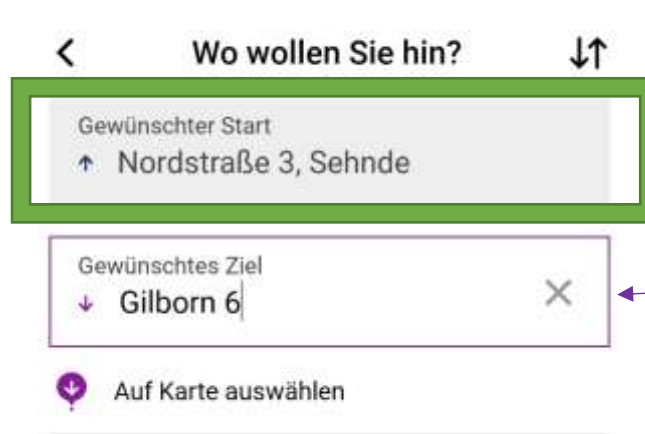 Wo wollen Sie hin?
Gewünschter Start
Nordstraße 3, Sehnde
Gewünschtes Ziel
Gilborn 6
Auf Karte auswählen